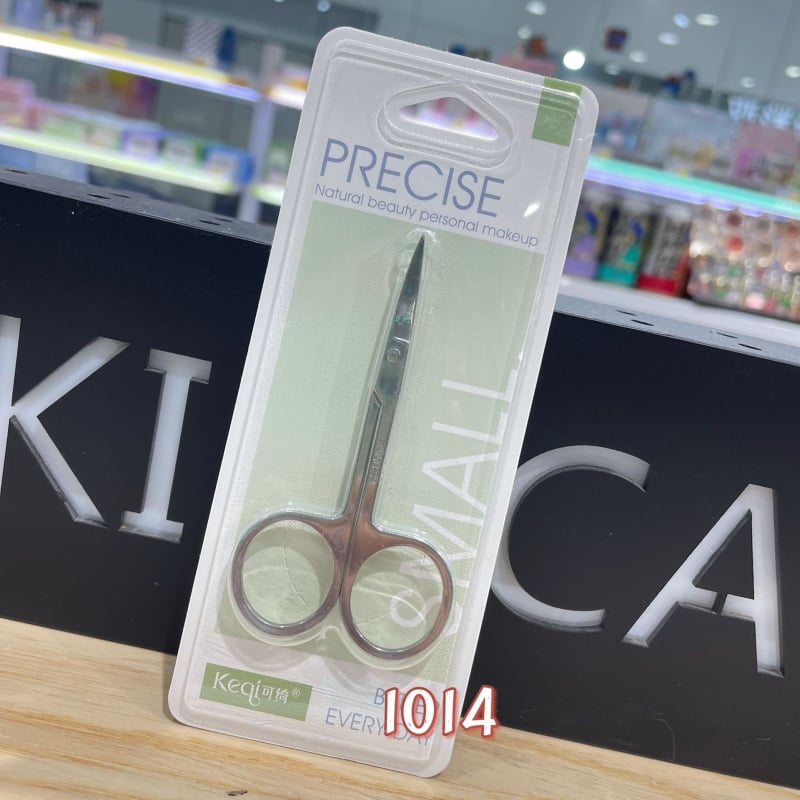 PRECISE
Natural beauty personal makeup
SMALL
KI
CA
Keqi可绮®
EVERYDAY
1014